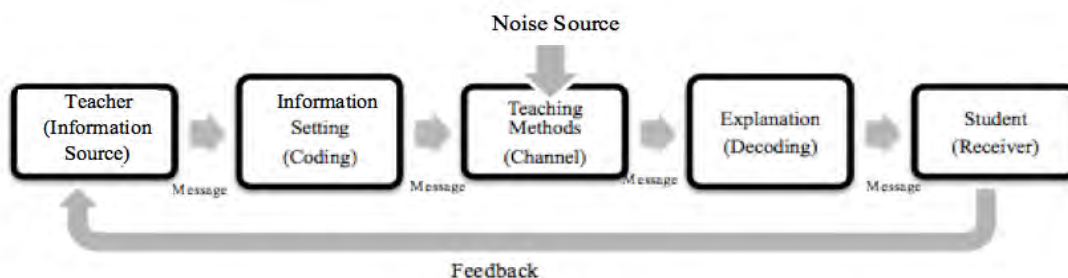 Noise Source
Teacher
(Information
Source)
Message
Information
Setting
(Coding)
Message
Teaching
Methods
(Channel)
Message
Explanation
(Decoding)
Message
Student
(Receiver)
Feedback